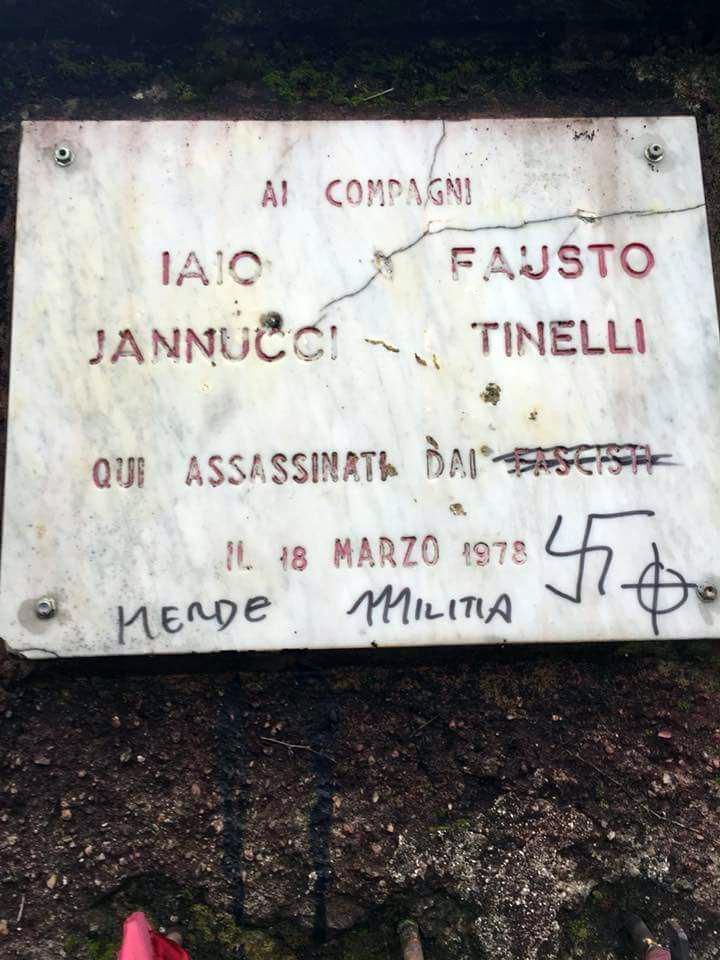 AI COMPAGNI
IAIO E FAUSTO
JANNUCCI - TINELLI
QUI ASSASSINATI DAI FASCISTI
IL 18 MARZO 1978
MERDE MILITIA